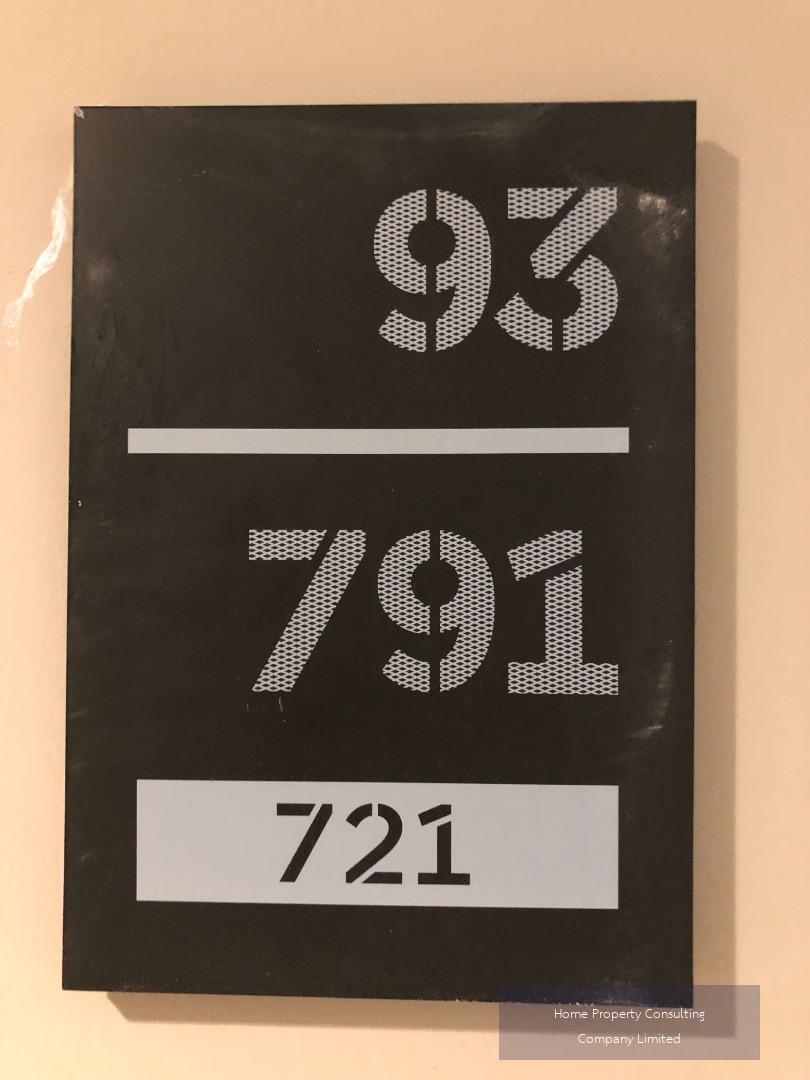 93
791
721
Home Property Consulting
Company Limited